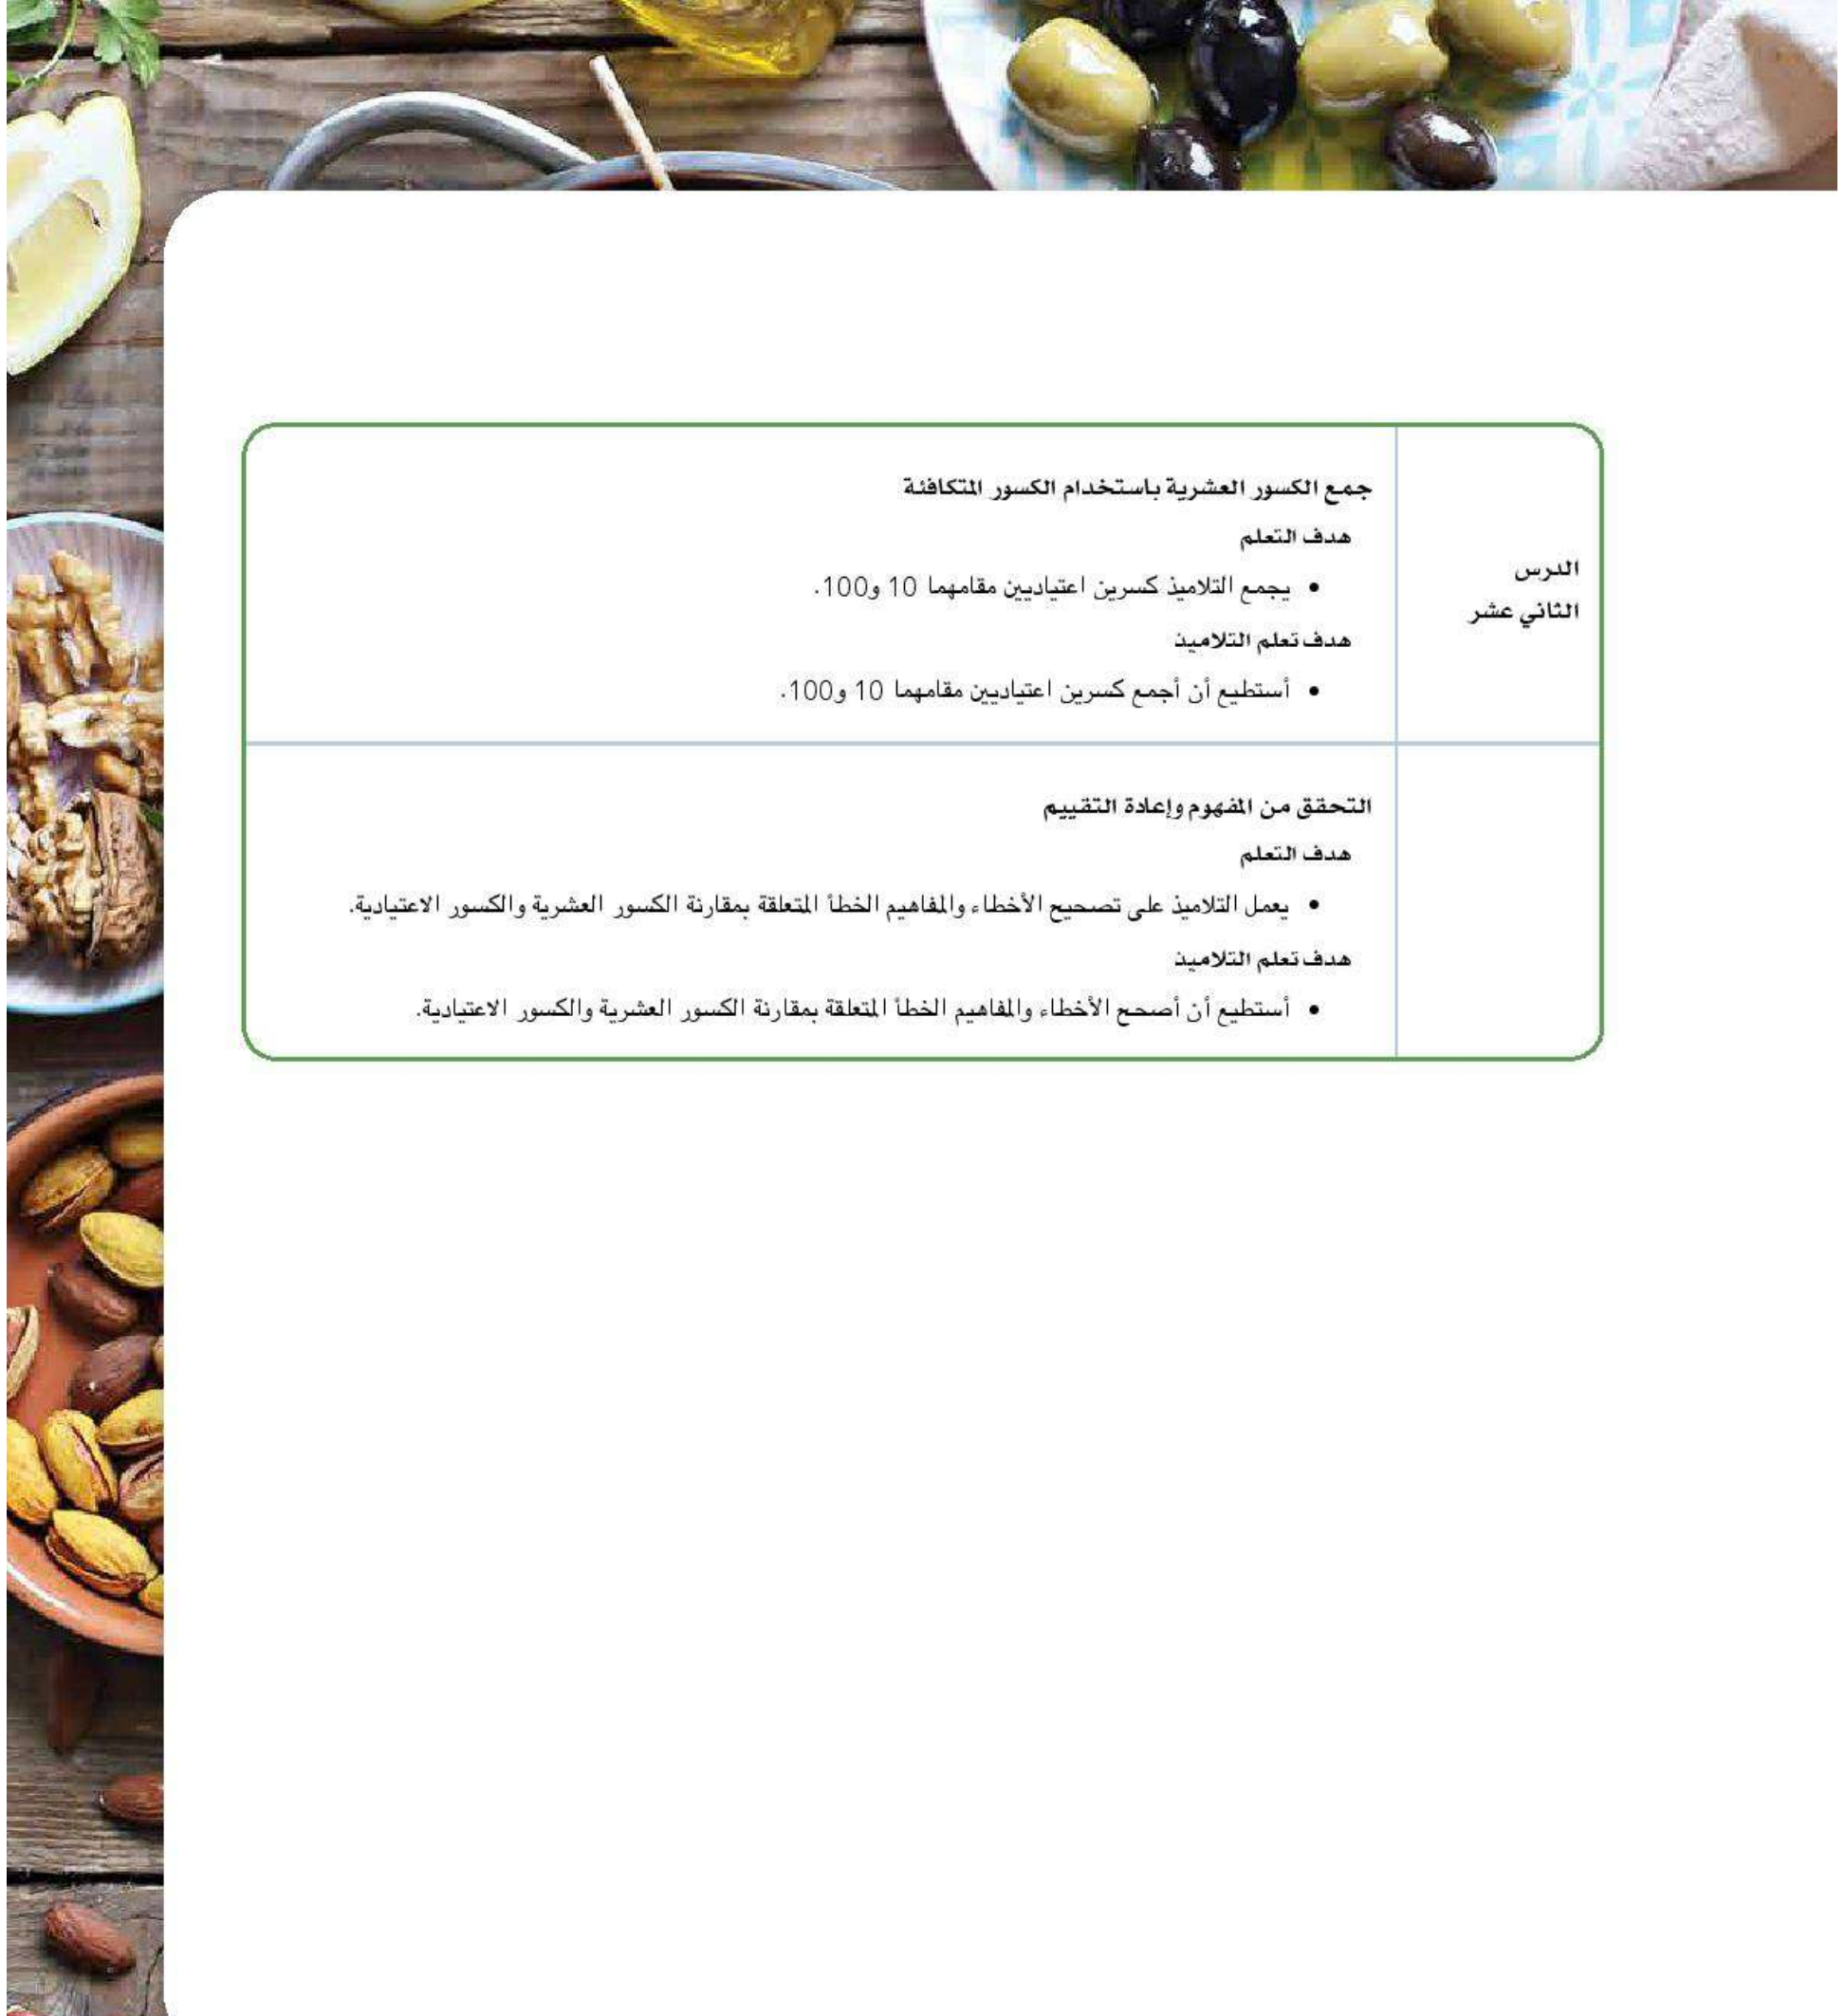 الدرس
الثاني عشر
جمع الكسور العشرية باستخدام الكسور المتكافئة
هدف التعلم
• يجمع التلاميذ كسرين اعتياديين مقامهما 10 و100.
هدف تعلم التلاميذ
• أستطيع أن أجمع كسرين اعتياديين مقامهما 10 و100.
التحقق من المفهوم وإعادة التقييم
هدف التعلم
• يعمل التلاميذ على تصحيح الأخطاء والمفاهيم الخطأ المتعلقة بمقارنة الكسور العشرية والكسور الاعتيادية.
هدف تعلم التلاميذ
• أستطيع أن أصحح الأخطاء والمفاهيم الخطأ المتعلقة بمقارنة الكسور العشرية والكسور الاعتيادية.